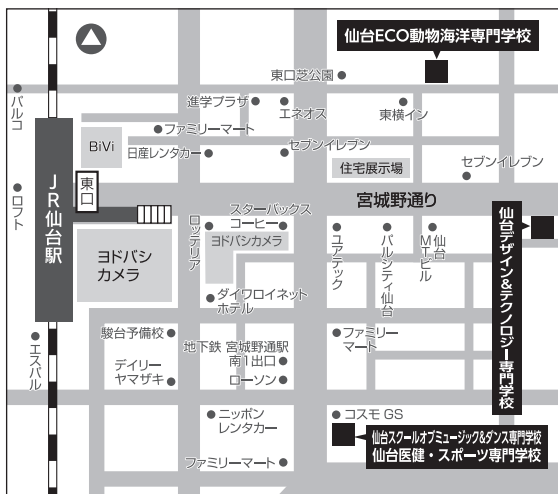 仙台ECO動物海洋専門学校
東口芝公園
パルコ
進学プラザ
エネオス
東横イン
ファミリーマート
BiVi
日産レンタカー
セブンイレブン
住宅展示場
セブンイレブン
東口
JR仙台駅
ロフト
宮城野通り
ロッテリア
スターバックス
コーヒー
ヨドバシカメラ
ヨドバシ
カメラ
ユアテック
パルシティ仙台
仙台
MTビル
仙台デザイン&テクノロジー専門学校
ダイワロイネット
ホテル
エスパル
駿台予備校
地下鉄 宮城野通駅
南1出口
ファミリー
マート
デイリー
ヤマザキ
ローソン
ニッポン
レンタカー
コスモ GS
仙台スクールオブミュージック&ダンス専門学校
仙台医健・スポーツ専門学校
ファミリーマート